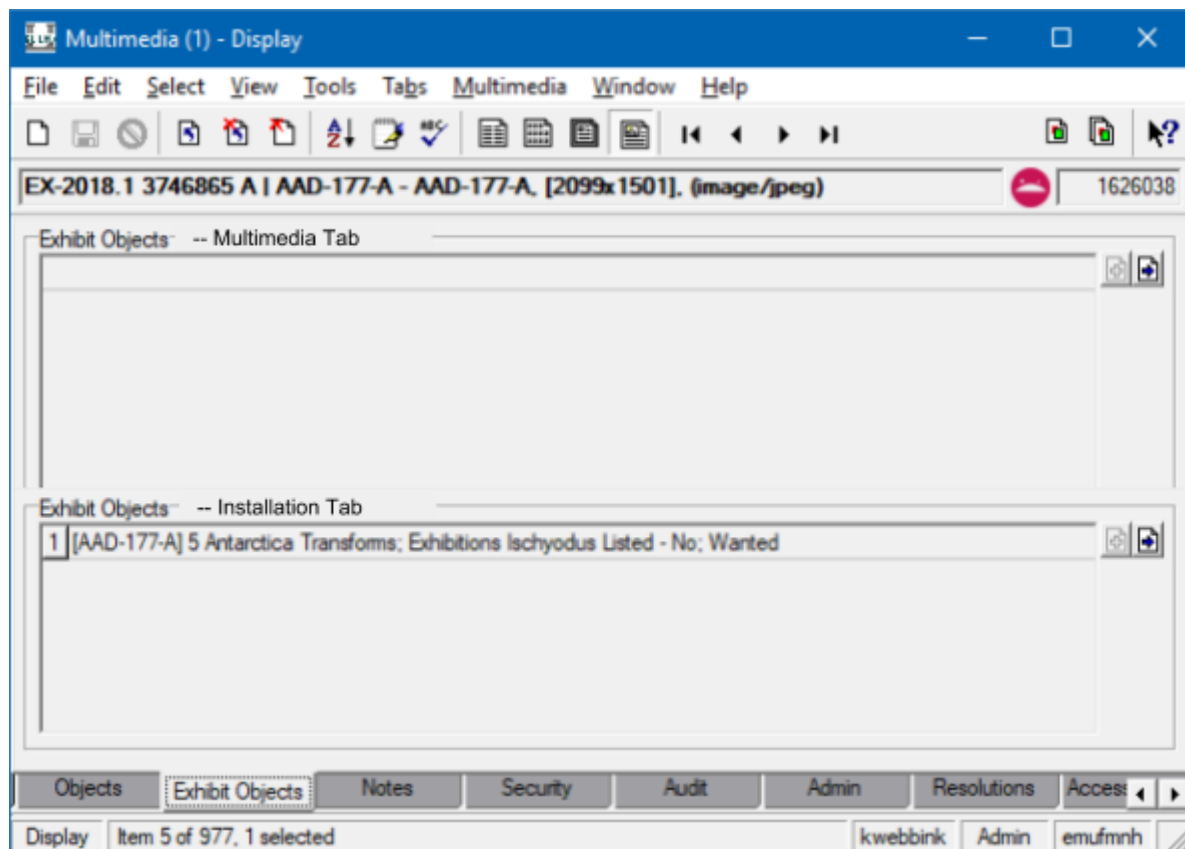 Multimedia (1) - Display
File Edit Select View Tools Tabs Multimedia Window Help
EX-2018.1 3746865 A | AAD-177-A - AAD-177-A, [2099x1501], (image/jpeg) 1626038
Exhibit Objects -- Multimedia Tab
Exhibit Objects -- Installation Tab
1 [AAD-177-A] 5 Antarctica Transforms; Exhibitions Ischyodus Listed - No; Wanted
Objects Exhibit Objects Notes Security Audit Admin Resolutions Access
Display Item 5 of 977, 1 selected kwebbink Admin emufmnh